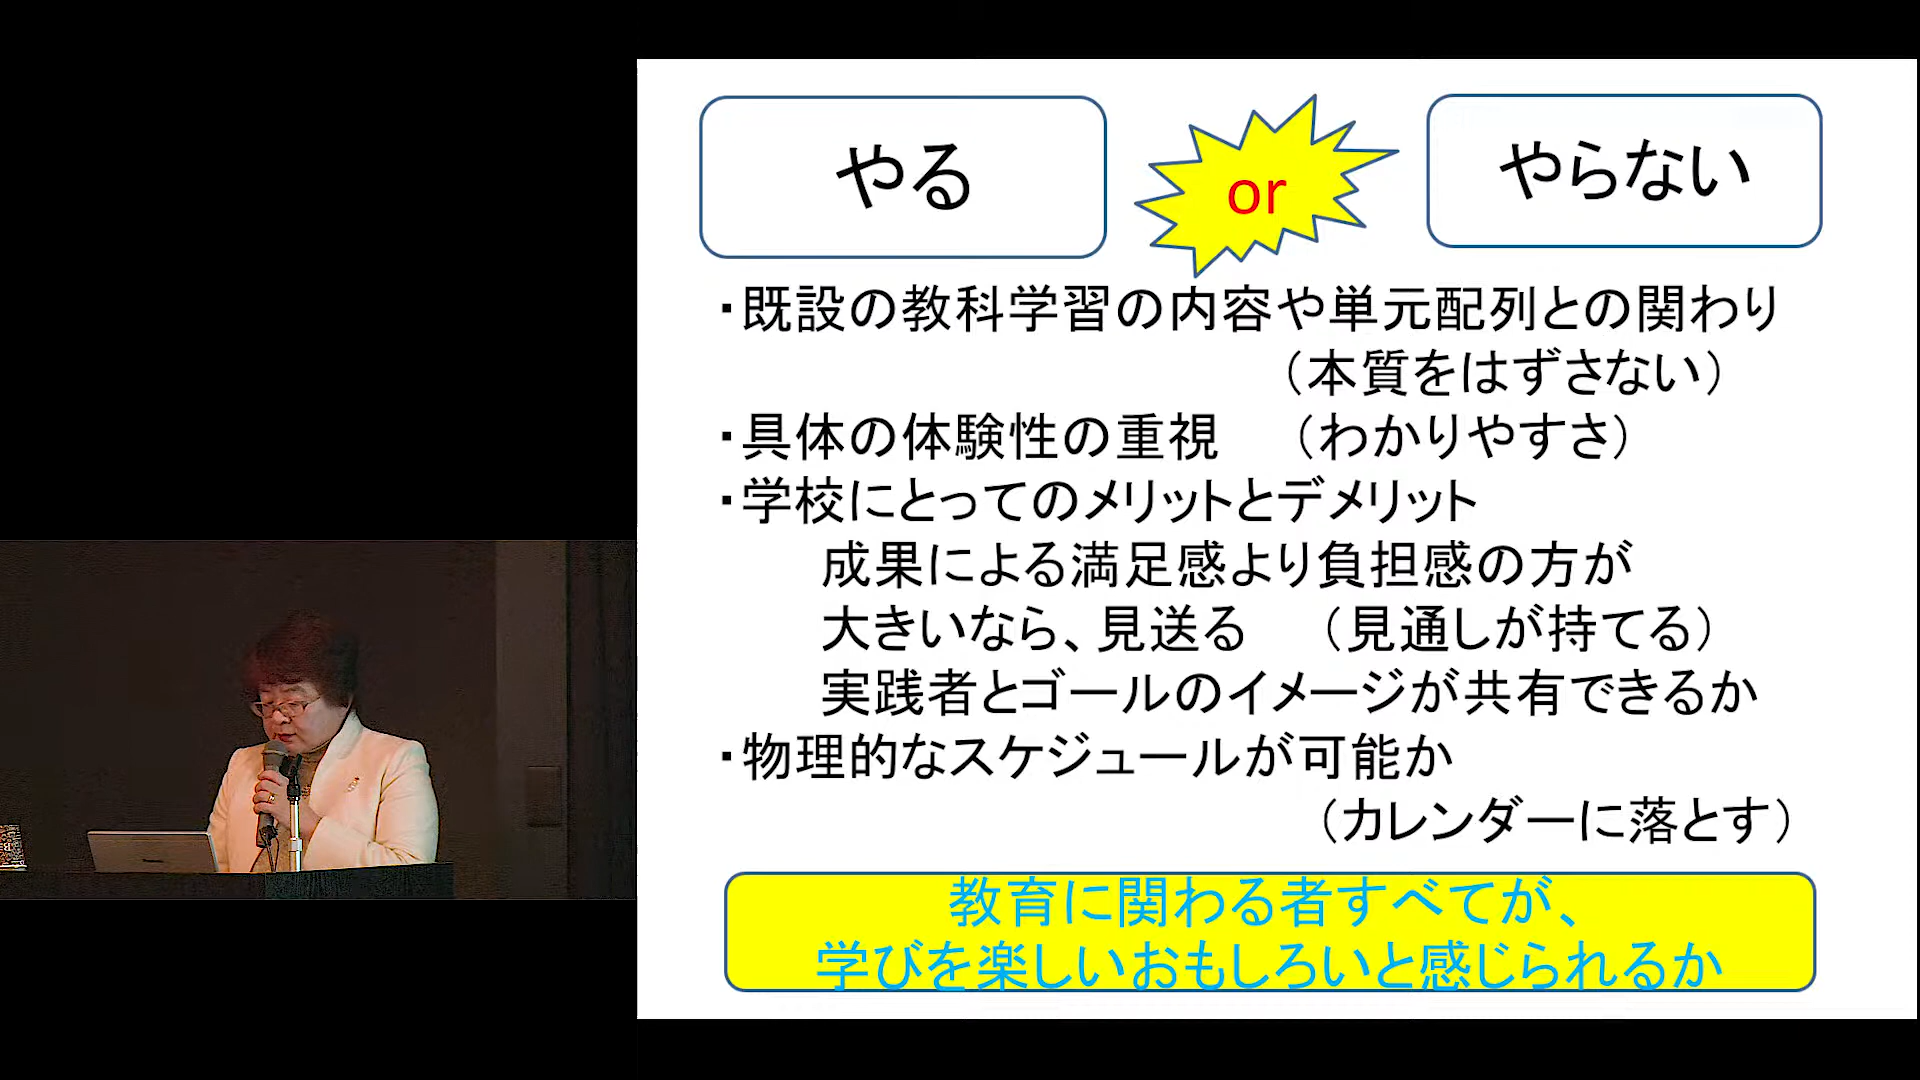 やる
or
やらない
・既設の教科学習の内容や単元配列との関わり
（本質をはずさない）
・具体の体験性の重視　（わかりやすさ）
・学校にとってのメリットとデメリット
成果による満足感より負担感の方が
大きいなら、見送る　（見通しが持てる）
実践者とゴールのイメージが共有できるか
・物理的なスケジュールが可能か
（カレンダーに落とす）
教育に関わる者すべてが、
学びを楽しいおもしろいと感じられるか